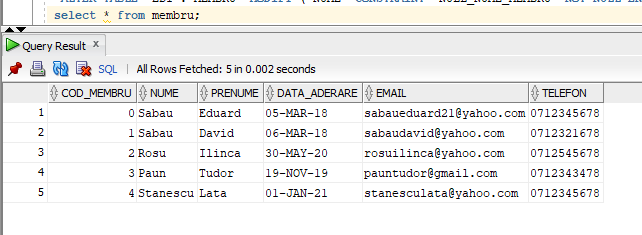 select * from membru;
Query Result x
SQL | All Rows Fetched: 5 in 0.002 seconds
COD_MEMBRU NUME PRENUME DATA_ADERARE EMAIL TELEFON
1 0 Sabau Eduard 05-MAR-18 sabaueduard21@yahoo.com 0712345678
2 1 Sabau David 06-MAR-18 sabaudavid@yahoo.com 0712321678
3 2 Rosu Ilinca 30-MAY-20 rosuilinca@yahoo.com 0712545678
4 3 Paun Tudor 19-NOV-19 pauntudor@gmail.com 0712343478
5 4 Stanescu Lata 01-JAN-21 stanesculata@yahoo.com 0712345678